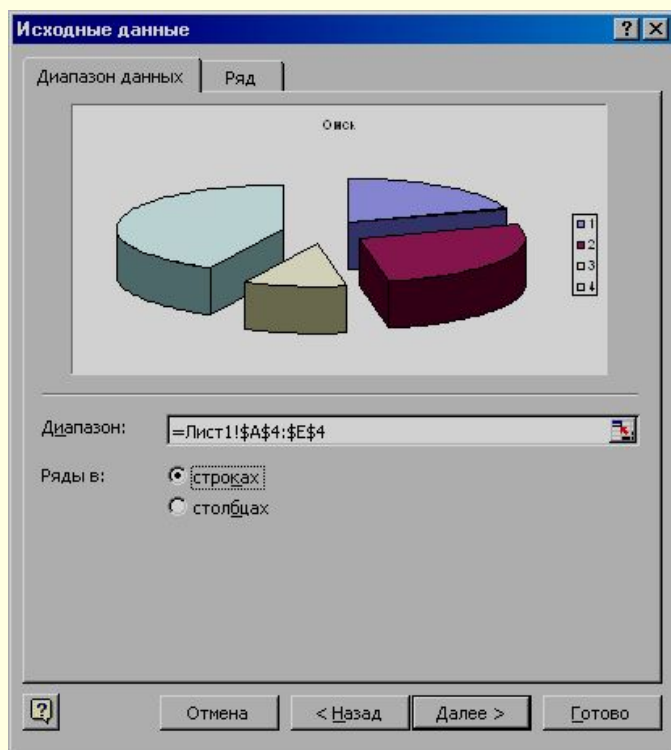 Исходные данные
Диапазон данных
Ряд
Омск
1
2
3
4
Диапазон:
=Лист1!$A$4:$E$4
Ряды в:
строках
столбцах
Отмена
< Назад
Далее >
Готово